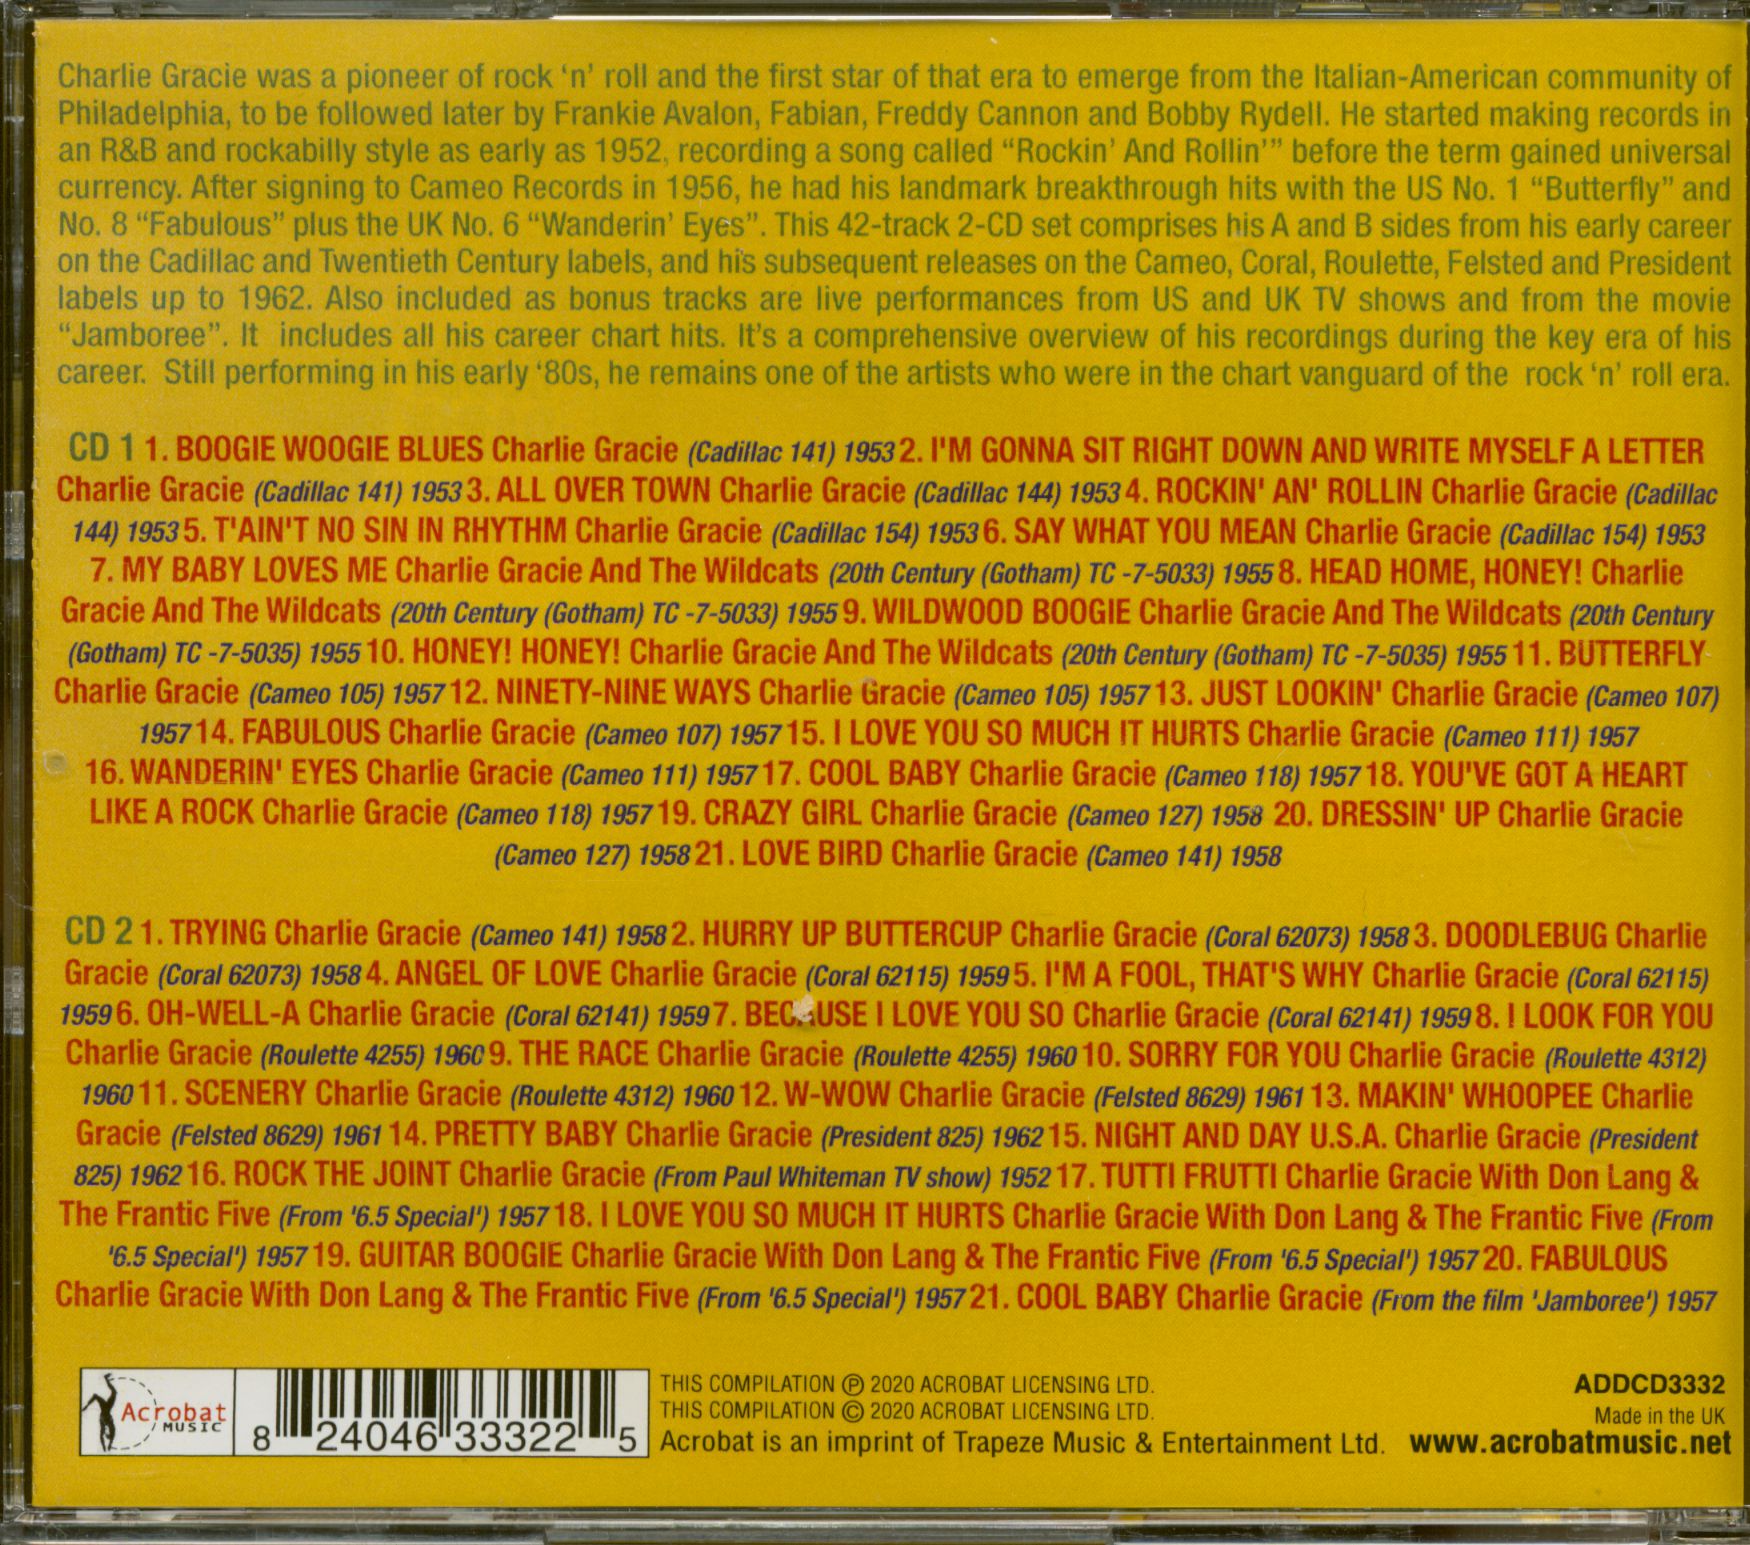 Charlie Gracie was a pioneer of rock ‘n’ roll and the first star of that era to emerge from the Italian-American community of
Philadelphia, to be followed later by Frankie Avalon, Fabian, Freddy Cannon and Bobby Rydell. He started making records in
an R&B and rockabilly style as early as 1952, recording a song called “Rockin’ And Rollin’” before the term gained universal
currency. After signing to Cameo Records in 1956, he had his landmark breakthrough hits with the US No. 1 “Butterfly” and
No. 8 “Fabulous” plus the UK No. 6 “Wanderin’ Eyes”. This 42-track 2-CD set comprises his A and B sides from his early career
on the Cadillac and Twentieth Century labels, and his subsequent releases on the Cameo, Coral, Roulette, Felsted and President
labels up to 1962. Also included as bonus tracks are live performances from US and UK TV shows and from the movie
“Jamboree”. It includes all his career chart hits. It’s a comprehensive overview of his recordings during the key era of his
career. Still performing in his early ‘80s, he remains one of the artists who were in the chart vanguard of the rock ‘n’ roll era.
CD 1 1. BOOGIE WOOGIE BLUES Charlie Gracie (Cadillac 141) 1953 2. I'M GONNA SIT RIGHT DOWN AND WRITE MYSELF A LETTER
Charlie Gracie (Cadillac 141) 1953 3. ALL OVER TOWN Charlie Gracie (Cadillac 144) 1953 4. ROCKIN' AN' ROLLIN Charlie Gracie (Cadillac
144) 1953 5. T'AIN'T NO SIN IN RHYTHM Charlie Gracie (Cadillac 154) 1953 6. SAY WHAT YOU MEAN Charlie Gracie (Cadillac 154) 1953
7. MY BABY LOVES ME Charlie Gracie And The Wildcats (20th Century (Gotham) TC -7-5033) 1955 8. HEAD HOME, HONEY! Charlie
Gracie And The Wildcats (20th Century (Gotham) TC -7-5033) 1955 9. WILDWOOD BOOGIE Charlie Gracie And The Wildcats (20th Century
(Gotham) TC -7-5035) 1955 10. HONEY! HONEY! Charlie Gracie And The Wildcats (20th Century (Gotham) TC -7-5035) 1955 11. BUTTERFLY
Charlie Gracie (Cameo 105) 1957 12. NINETY-NINE WAYS Charlie Gracie (Cameo 105) 1957 13. JUST LOOKIN' Charlie Gracie (Cameo 107)
1957 14. FABULOUS Charlie Gracie (Cameo 107) 1957 15. I LOVE YOU SO MUCH IT HURTS Charlie Gracie (Cameo 111) 1957
16. WANDERIN' EYES Charlie Gracie (Cameo 111) 1957 17. COOL BABY Charlie Gracie (Cameo 118) 1957 18. YOU'VE GOT A HEART
LIKE A ROCK Charlie Gracie (Cameo 118) 1957 19. CRAZY GIRL Charlie Gracie (Cameo 127) 1958 20. DRESSIN' UP Charlie Gracie
(Cameo 127) 1958 21. LOVE BIRD Charlie Gracie (Cameo 141) 1958
CD 2 1. TRYING Charlie Gracie (Cameo 141) 1958 2. HURRY UP BUTTERCUP Charlie Gracie (Coral 62073) 1958 3. DOODLEBUG Charlie
Gracie (Coral 62073) 1958 4. ANGEL OF LOVE Charlie Gracie (Coral 62115) 1959 5. I'M A FOOL, THAT'S WHY Charlie Gracie (Coral 62115)
1959 6. OH-WELL-A Charlie Gracie (Coral 62141) 1959 7. BECAUSE I LOVE YOU SO Charlie Gracie (Coral 62141) 1959 8. I LOOK FOR YOU
Charlie Gracie (Roulette 4255) 1960 9. THE RACE Charlie Gracie (Roulette 4255) 1960 10. SORRY FOR YOU Charlie Gracie (Roulette 4312)
1960 11. SCENERY Charlie Gracie (Roulette 4312) 1960 12. W-WOW Charlie Gracie (Felsted 8629) 1961 13. MAKIN' WHOOPEE Charlie
Gracie (Felsted 8629) 1961 14. PRETTY BABY Charlie Gracie (President 825) 1962 15. NIGHT AND DAY U.S.A. Charlie Gracie (President
825) 1962 16. ROCK THE JOINT Charlie Gracie (From Paul Whiteman TV show) 1952 17. TUTTI FRUTTI Charlie Gracie With Don Lang &
The Frantic Five (From '6.5 Special') 1957 18. I LOVE YOU SO MUCH IT HURTS Charlie Gracie With Don Lang & The Frantic Five (From
'6.5 Special') 1957 19. GUITAR BOOGIE Charlie Gracie With Don Lang & The Frantic Five (From '6.5 Special') 1957 20. FABULOUS
Charlie Gracie With Don Lang & The Frantic Five (From '6.5 Special') 1957 21. COOL BABY Charlie Gracie (From the film 'Jamboree') 1957
Acrobat
MUSIC
8 24046 33322 5
THIS COMPILATION Ⓟ 2020 ACROBAT LICENSING LTD.
THIS COMPILATION © 2020 ACROBAT LICENSING LTD.
Acrobat is an imprint of Trapeze Music & Entertainment Ltd.
ADDCD3332
Made in the UK
www.acrobatmusic.net